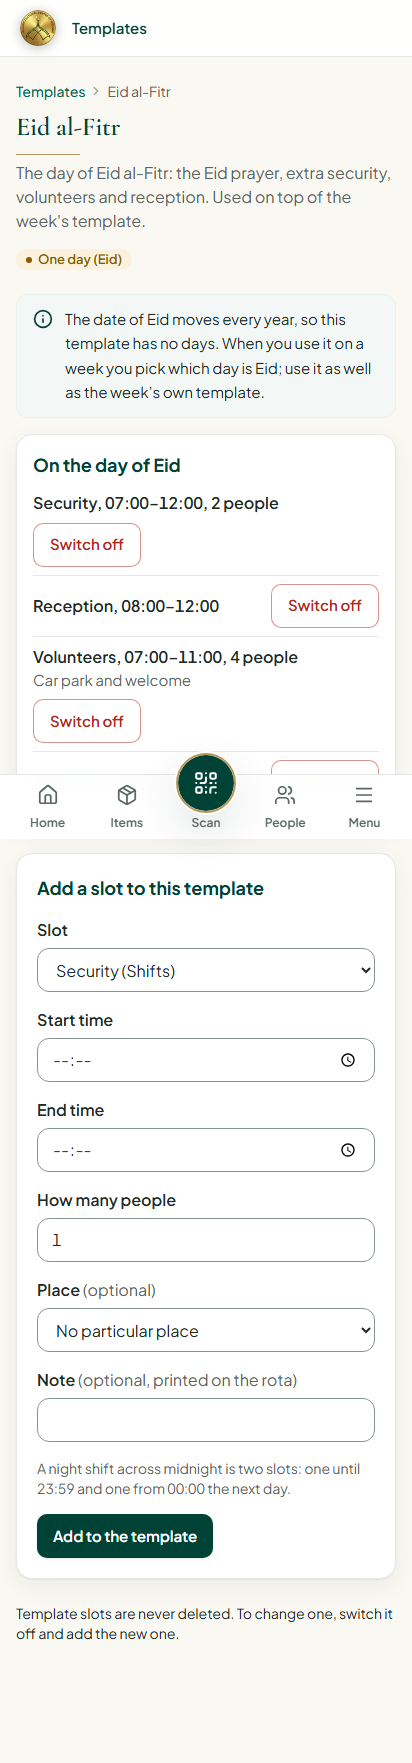 Templates
Templates > Eid al-Fitr
Eid al-Fitr
The day of Eid al-Fitr: the Eid prayer, extra security,
volunteers and reception. Used on top of the
week's template.
One day (Eid)
The date of Eid moves every year, so this
template has no days. When you use it on a
week you pick which day is Eid; use it as well
as the week's own template.
On the day of Eid
Security, 07:00–12:00, 2 people
Switch off
Reception, 08:00–12:00
Switch off
Volunteers, 07:00–11:00, 4 people
Car park and welcome
Switch off
Home
Items
Scan
People
Menu
Add a slot to this template
Slot
Security (Shifts)
Start time
--:--
End time
--:--
How many people
1
Place (optional)
No particular place
Note (optional, printed on the rota)
A night shift across midnight is two slots: one until
23:59 and one from 00:00 the next day.
Add to the template
Template slots are never deleted. To change one, switch it
off and add the new one.